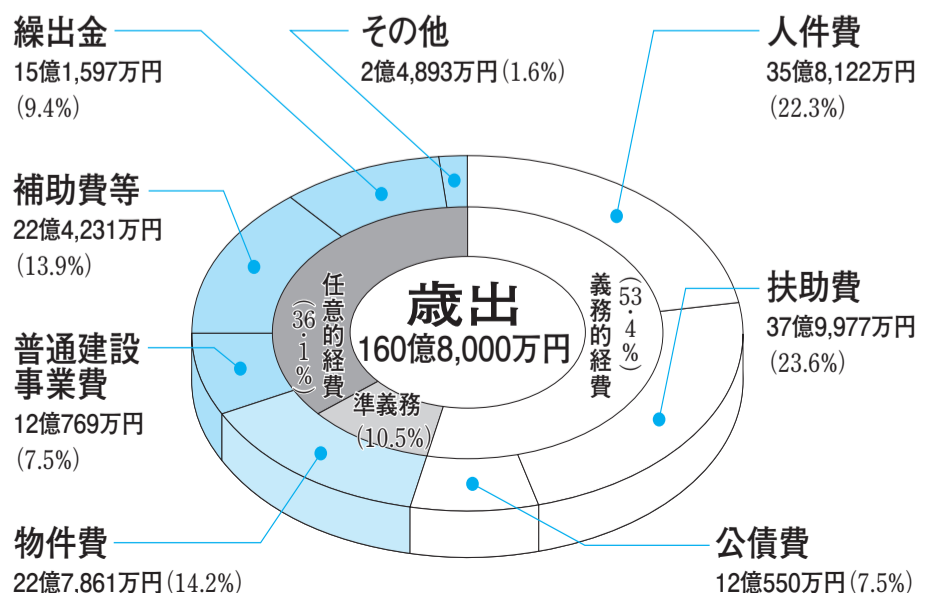 繰出金
15億1,597万円
(9.4%)
その他
2億4,893万円(1.6%)
人件費
35億8,122万円
(22.3%)
補助費等
22億4,231万円
(13.9%)
扶助費
37億9,977万円
(23.6%)
普通建設
事業費
12億769万円
(7.5%)
物件費
22億7,861万円(14.2%)
公債費
12億550万円(7.5%)
歳出
160億8,000万円
義務的経費
(53・4%)
任意的経費
(36・1%)
準義務
(10.5%)